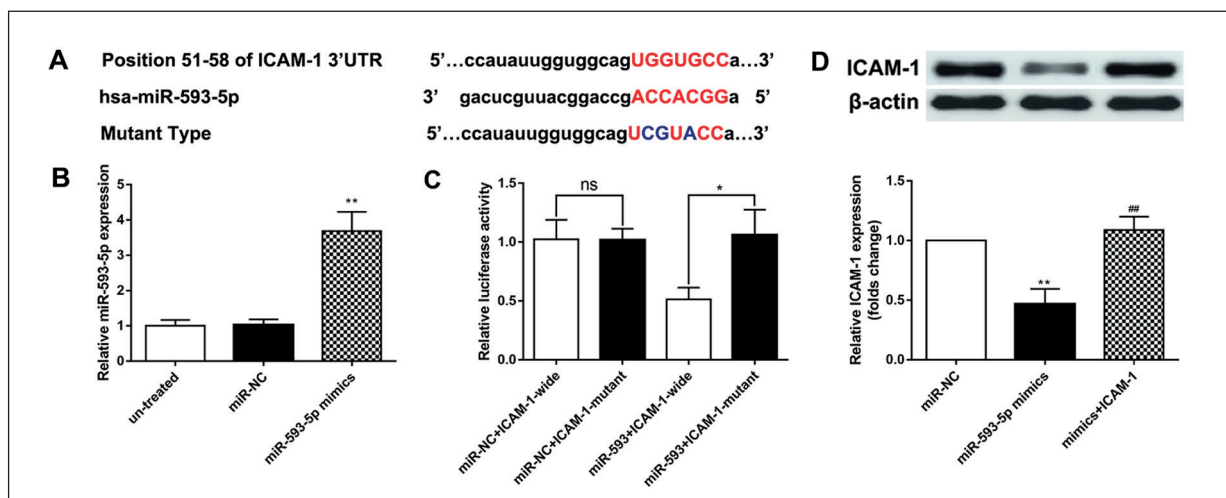 A
Position 51-58 of ICAM-1 3'UTR 5'...ccauauugguggcagUGGUGCCa...3'
hsa-miR-593-5p 3' gacucguuacggaccgACCACGGa 5'
Mutant Type 5'...ccauauugguggcagUCGUACCa...3'
B
Relative miR-593-5p expression
5
4
3
2
1
0
**
un-treated
miR-NC
miR-593-5p mimics
C
Relative luciferase activity
1.5
1.0
0.5
0.0
ns
*
miR-NC+ICAM-1-wide
miR-NC+ICAM-1-mutant
miR-593+ICAM-1-wide
miR-593+ICAM-1-mutant
D
ICAM-1
β-actin
Relative ICAM-1 expression
(folds change)
1.5
1.0
0.5
0.0
**
##
miR-NC
miR-593-5p mimics
mimics+ICAM-1